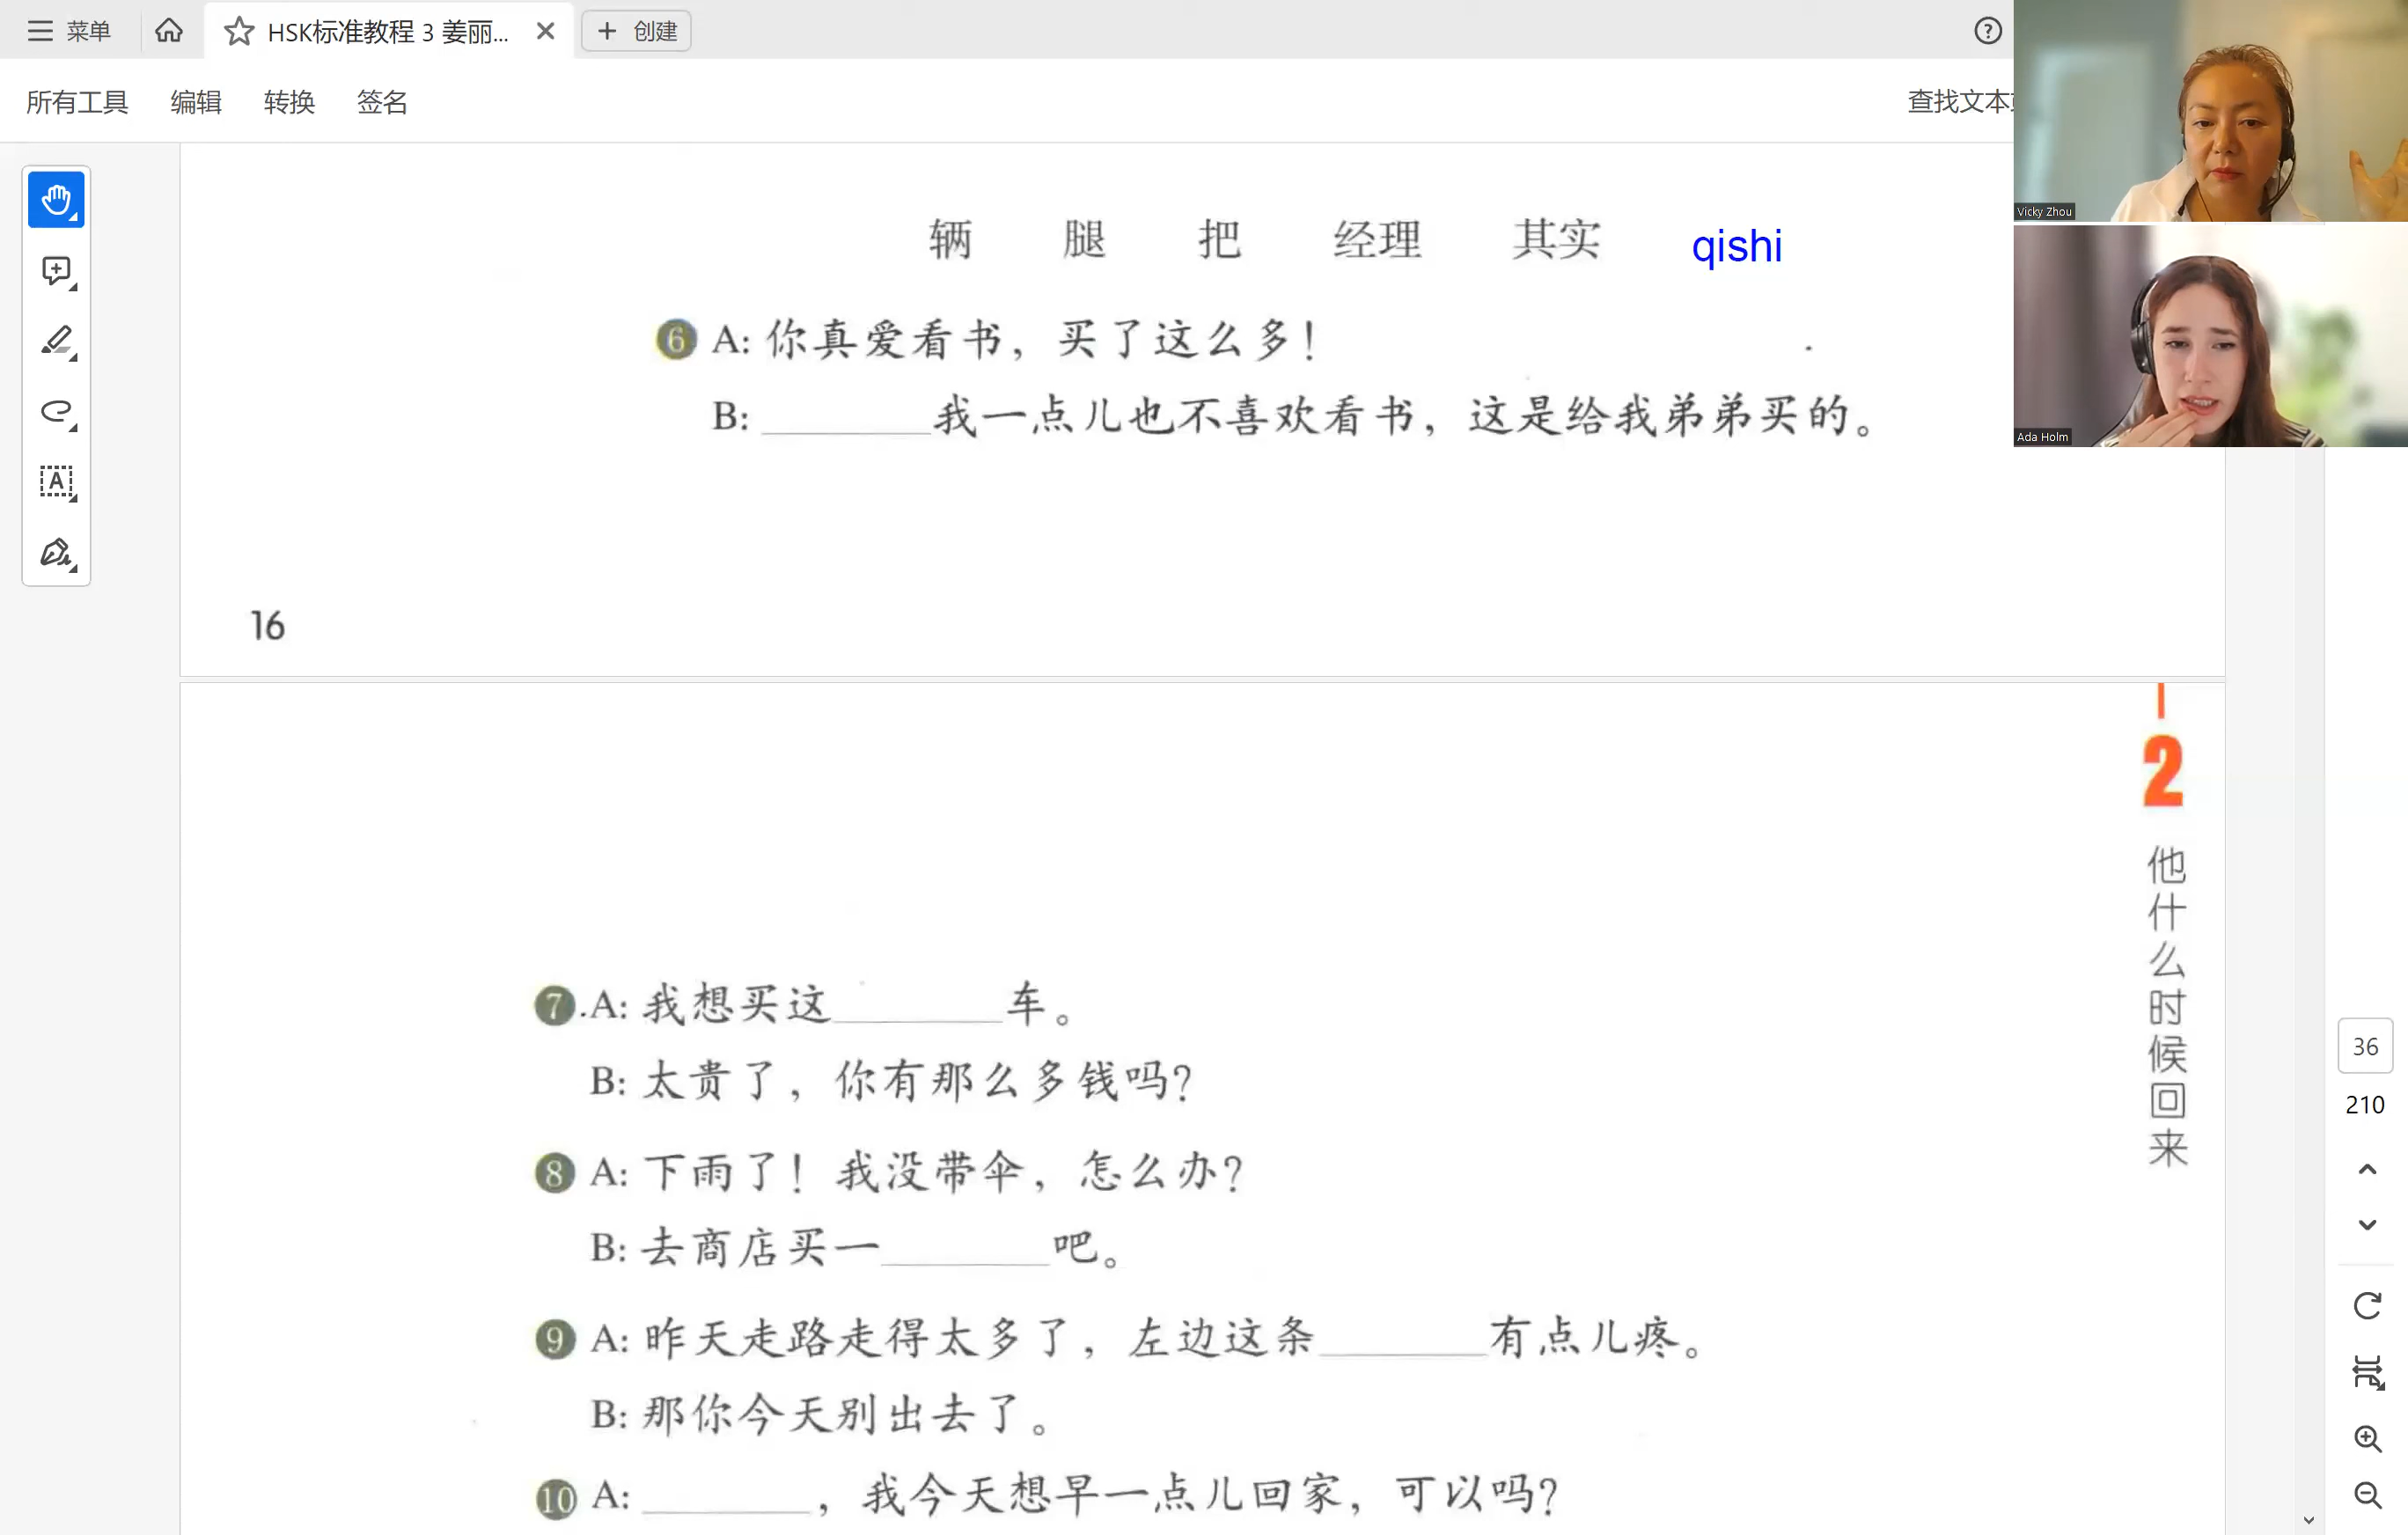 菜单
HSK标准教程 3 姜丽...
创建
所有工具 编辑 转换 签名
查找文本
Vicky Zhou
Ada Holm
辆 腿 把 经理 其实 qishi
6 A: 你真爱看书，买了这么多！
B: ________我一点儿也不喜欢看书，这是给我弟弟买的。
16
2
他什么时候回来
7 A: 我想买这________车。
B: 太贵了，你有那么多钱吗？
8 A: 下雨了！我没带伞，怎么办？
B: 去商店买一________吧。
9 A: 昨天走路走得太多了，左边这条________有点儿疼。
B: 那你今天别出去了。
10 A: ________，我今天想早一点儿回家，可以吗？
36
210